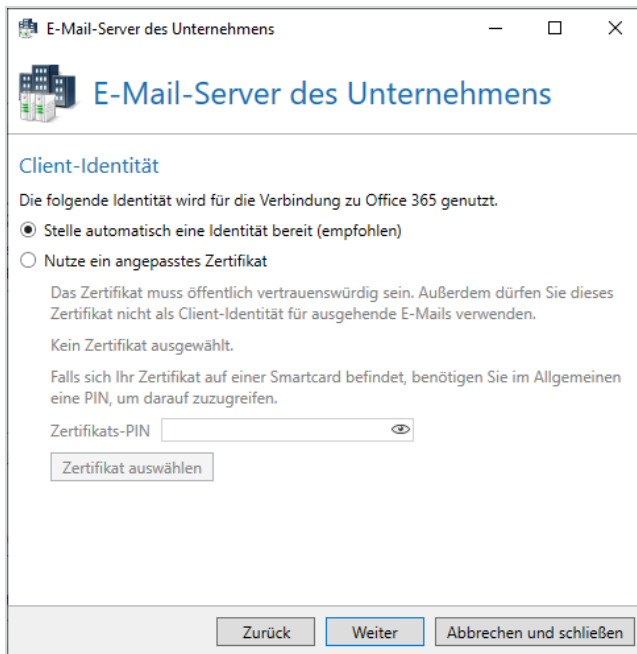 E-Mail-Server des Unternehmens
E-Mail-Server des Unternehmens
Client-Identität
Die folgende Identität wird für die Verbindung zu Office 365 genutzt.
Stelle automatisch eine Identität bereit (empfohlen)
Nutze ein angepasstes Zertifikat
Das Zertifikat muss öffentlich vertrauenswürdig sein. Außerdem dürfen Sie dieses
Zertifikat nicht als Client-Identität für ausgehende E-Mails verwenden.
Kein Zertifikat ausgewählt.
Falls sich Ihr Zertifikat auf einer Smartcard befindet, benötigen Sie im Allgemeinen
eine PIN, um darauf zuzugreifen.
Zertifikats-PIN
Zertifikat auswählen
Zurück Weiter Abbrechen und schließen